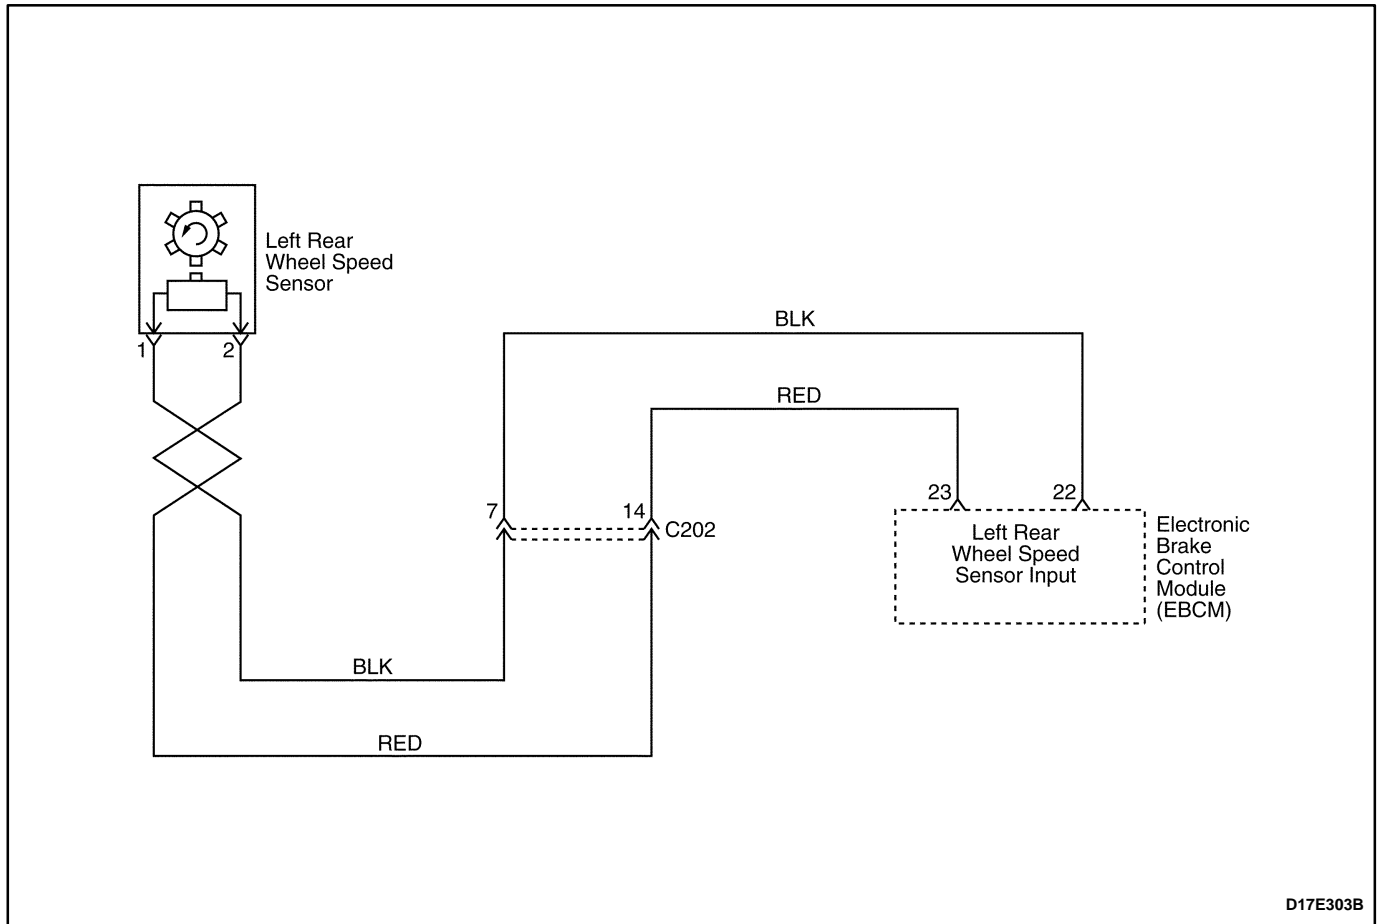 Left Rear
Wheel Speed
Sensor
1
2
BLK
RED
7
14
C202
23
22
Left Rear
Wheel Speed
Sensor Input
Electronic
Brake
Control
Module
(EBCM)
BLK
RED
D17E303B